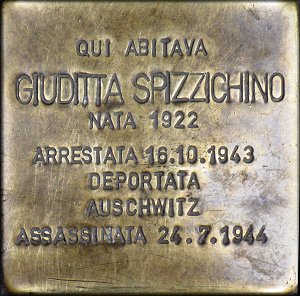 QUI ABITAVA
GIUDITTA SPIZZICHINO
NATA 1922
ARRESTATA 16.10.1943
DEPORTATA
AUSCHWITZ
ASSASSINATA 24.7.1944